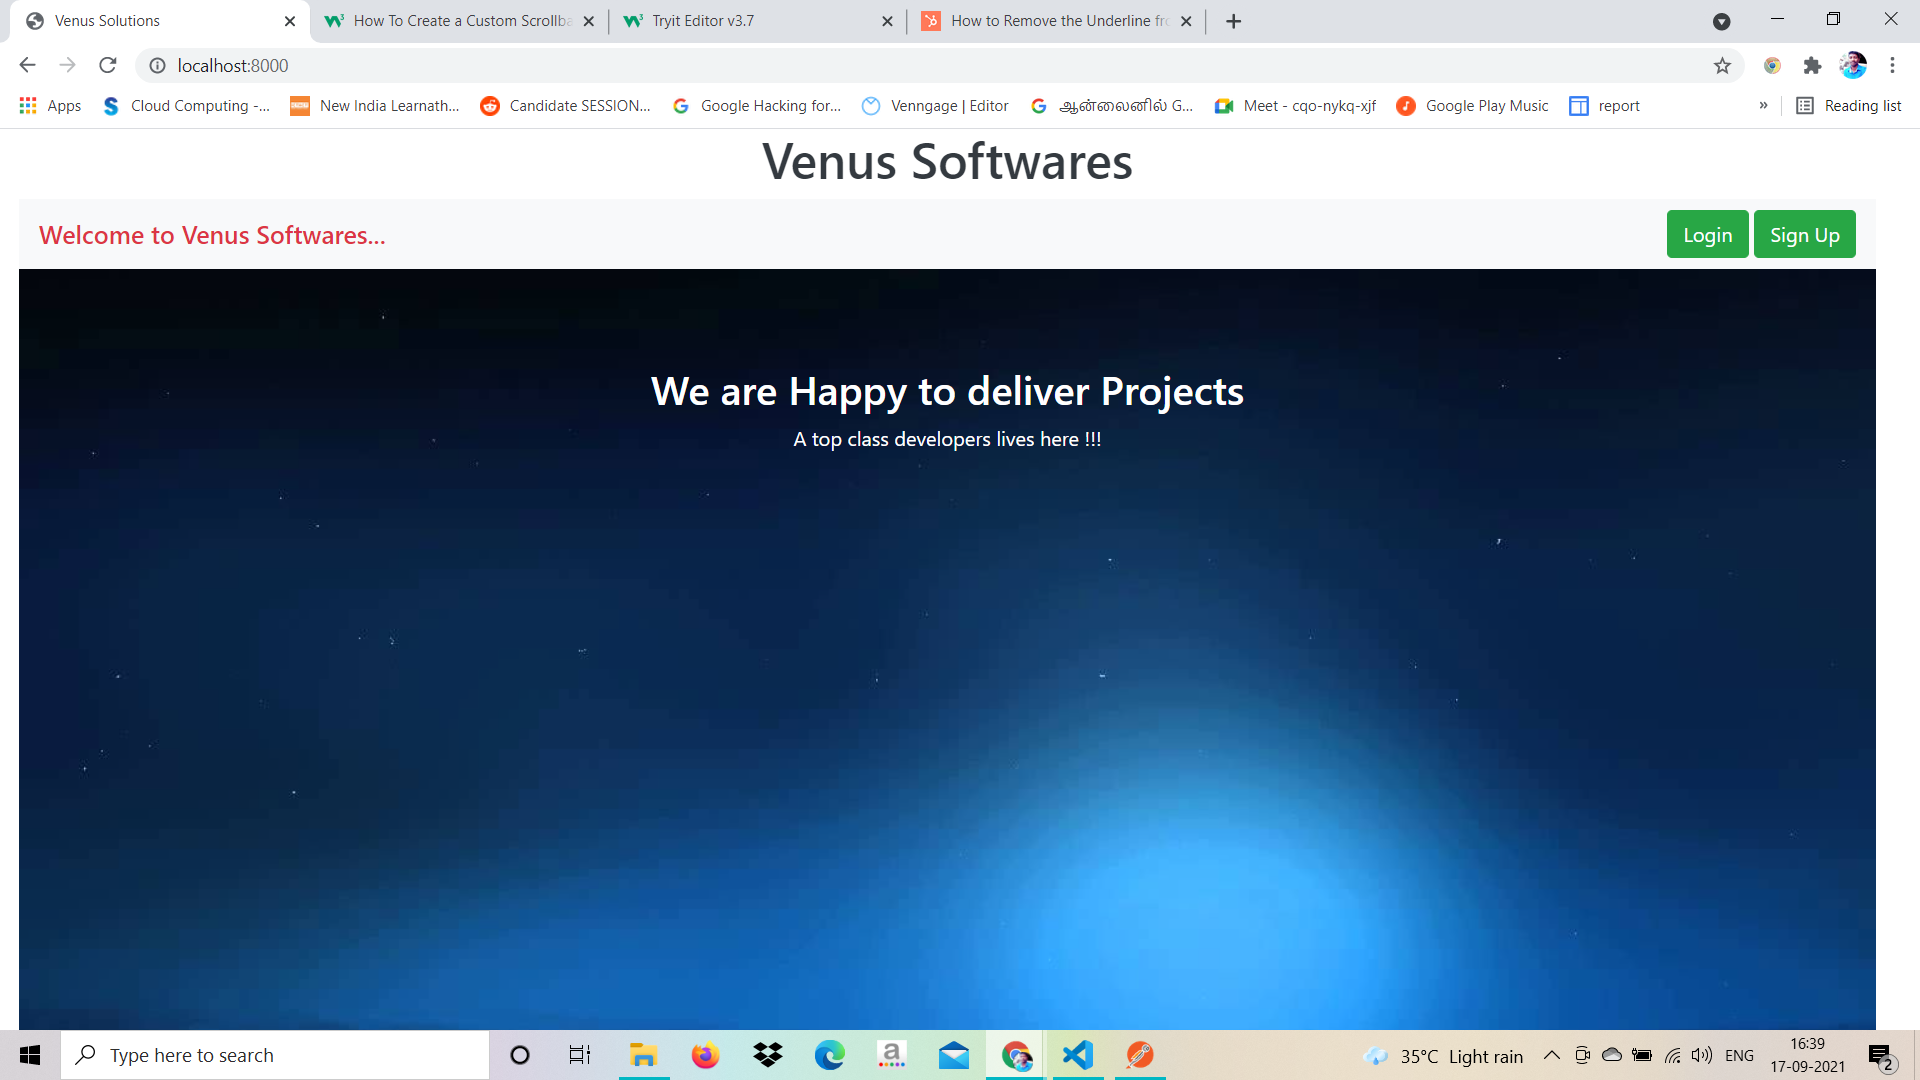 Venus Solutions
How To Create a Custom Scrollba
Tryit Editor v3.7
How to Remove the Underline fro
localhost:8000
Apps
Cloud Computing -...
New India Learnath...
Candidate SESSION...
Google Hacking for...
Venngage | Editor
ஆன்லைனில் G...
Meet - cqo-nykq-xjf
Google Play Music
report
»
Reading list
Venus Softwares
Welcome to Venus Softwares...
Login
Sign Up
We are Happy to deliver Projects
A top class developers lives here !!!
Type here to search
35°C Light rain
ENG
16:39
17-09-2021
2